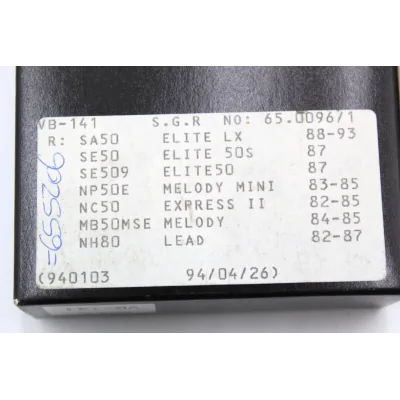 VB-141 S.G.R NO: 65.0096/1
R: SA50 ELITE LX 88-93
SE50 ELITE 50S 87
SE509 ELITE50 87
NP50E MELODY MINI 83-85
NC50 EXPRESS II 82-85
MB50MSE MELODY 84-85
NH80 LEAD 82-87
(940103 94/04/26)